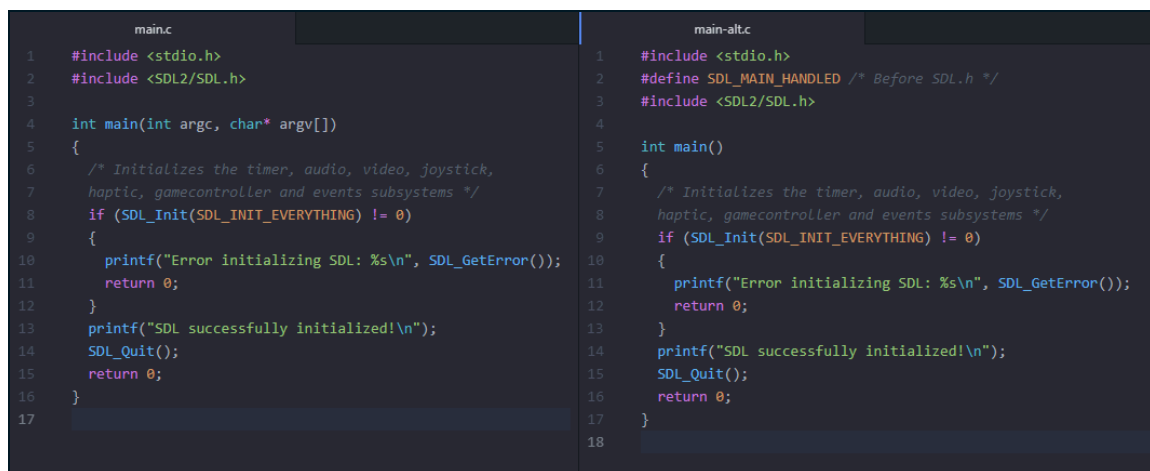 main.c
1 #include <stdio.h>
2 #include <SDL2/SDL.h>
3
4 int main(int argc, char* argv[])
5 {
6   /* Initializes the timer, audio, video, joystick,
7   haptic, gamecontroller and events subsystems */
8   if (SDL_Init(SDL_INIT_EVERYTHING) != 0)
9   {
10     printf("Error initializing SDL: %s\n", SDL_GetError());
11     return 0;
12   }
13   printf("SDL successfully initialized!\n");
14   SDL_Quit();
15   return 0;
16 }
17
main-alt.c
1 #include <stdio.h>
2 #define SDL_MAIN_HANDLED /* Before SDL.h */
3 #include <SDL2/SDL.h>
4
5 int main()
6 {
7   /* Initializes the timer, audio, video, joystick,
8   haptic, gamecontroller and events subsystems */
9   if (SDL_Init(SDL_INIT_EVERYTHING) != 0)
10   {
11     printf("Error initializing SDL: %s\n", SDL_GetError());
12     return 0;
13   }
14   printf("SDL successfully initialized!\n");
15   SDL_Quit();
16   return 0;
17 }
18